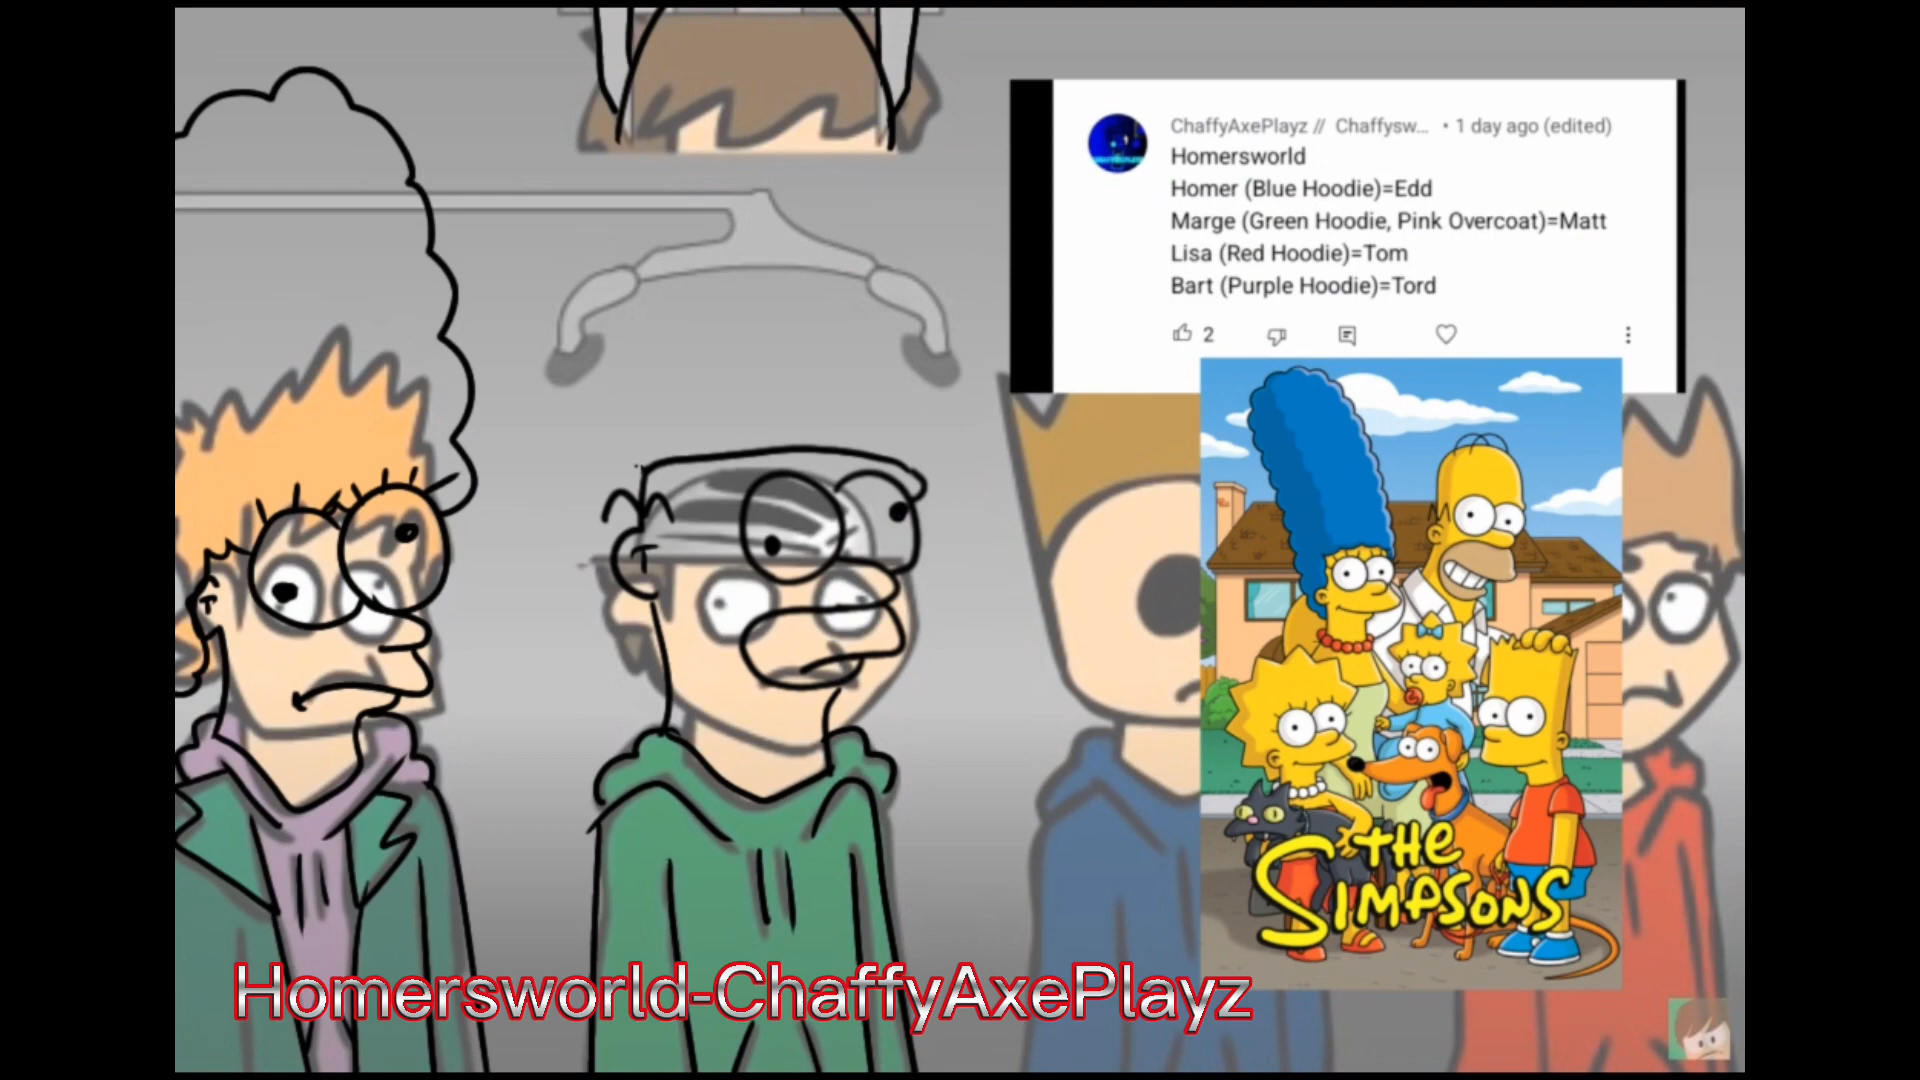 ChaffyAxePlayz // Chaffysw... • 1 day ago (edited)
Homersworld
Homer (Blue Hoodie)=Edd
Marge (Green Hoodie, Pink Overcoat)=Matt
Lisa (Red Hoodie)=Tom
Bart (Purple Hoodie)=Tord
2
THE
SIMPSONS
Homersworld-ChaffyAxePlayz